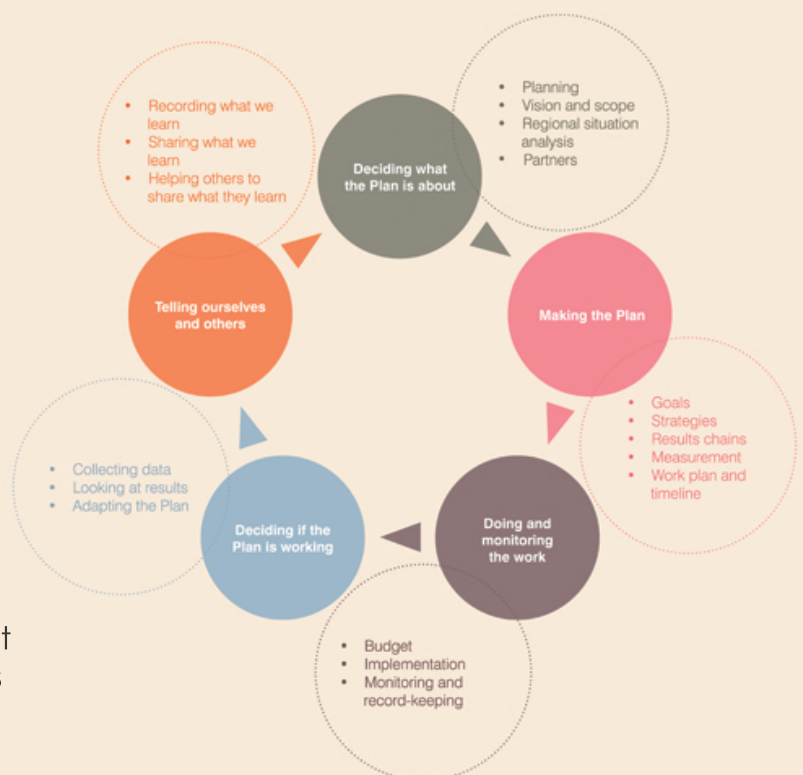 • Recording what we
learn
• Sharing what we
learn
• Helping others to
share what they learn
Deciding what
the Plan is about
• Planning
• Vision and scope
• Regional situation
analysis
• Partners
Telling ourselves
and others
Making the Plan
• Goals
• Strategies
• Results chains
• Measurement
• Work plan and
timeline
• Collecting data
• Looking at results
• Adapting the Plan
Deciding if the
Plan is working
Doing and
monitoring
the work
• Budget
• Implementation
• Monitoring and
record-keeping